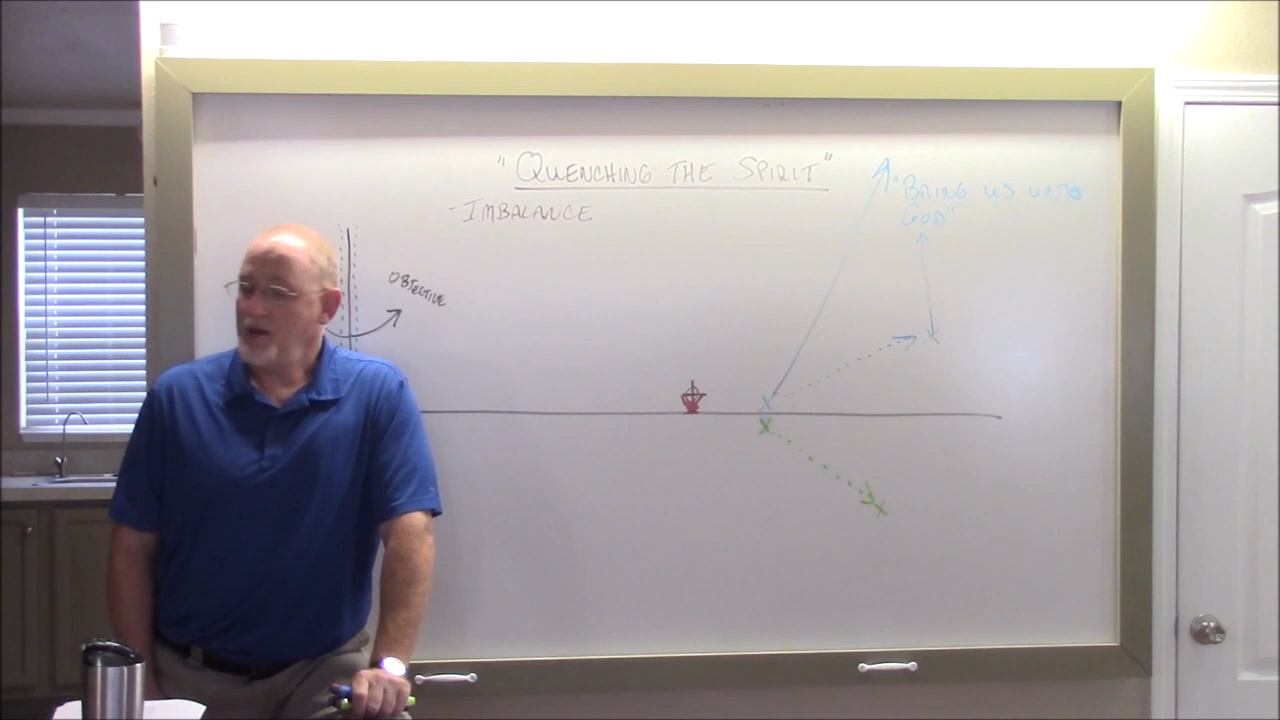 "QUENCHING THE SPIRIT"
-IMBALANCE
OBJECTIVE
"BRING US UNTO
GOD"